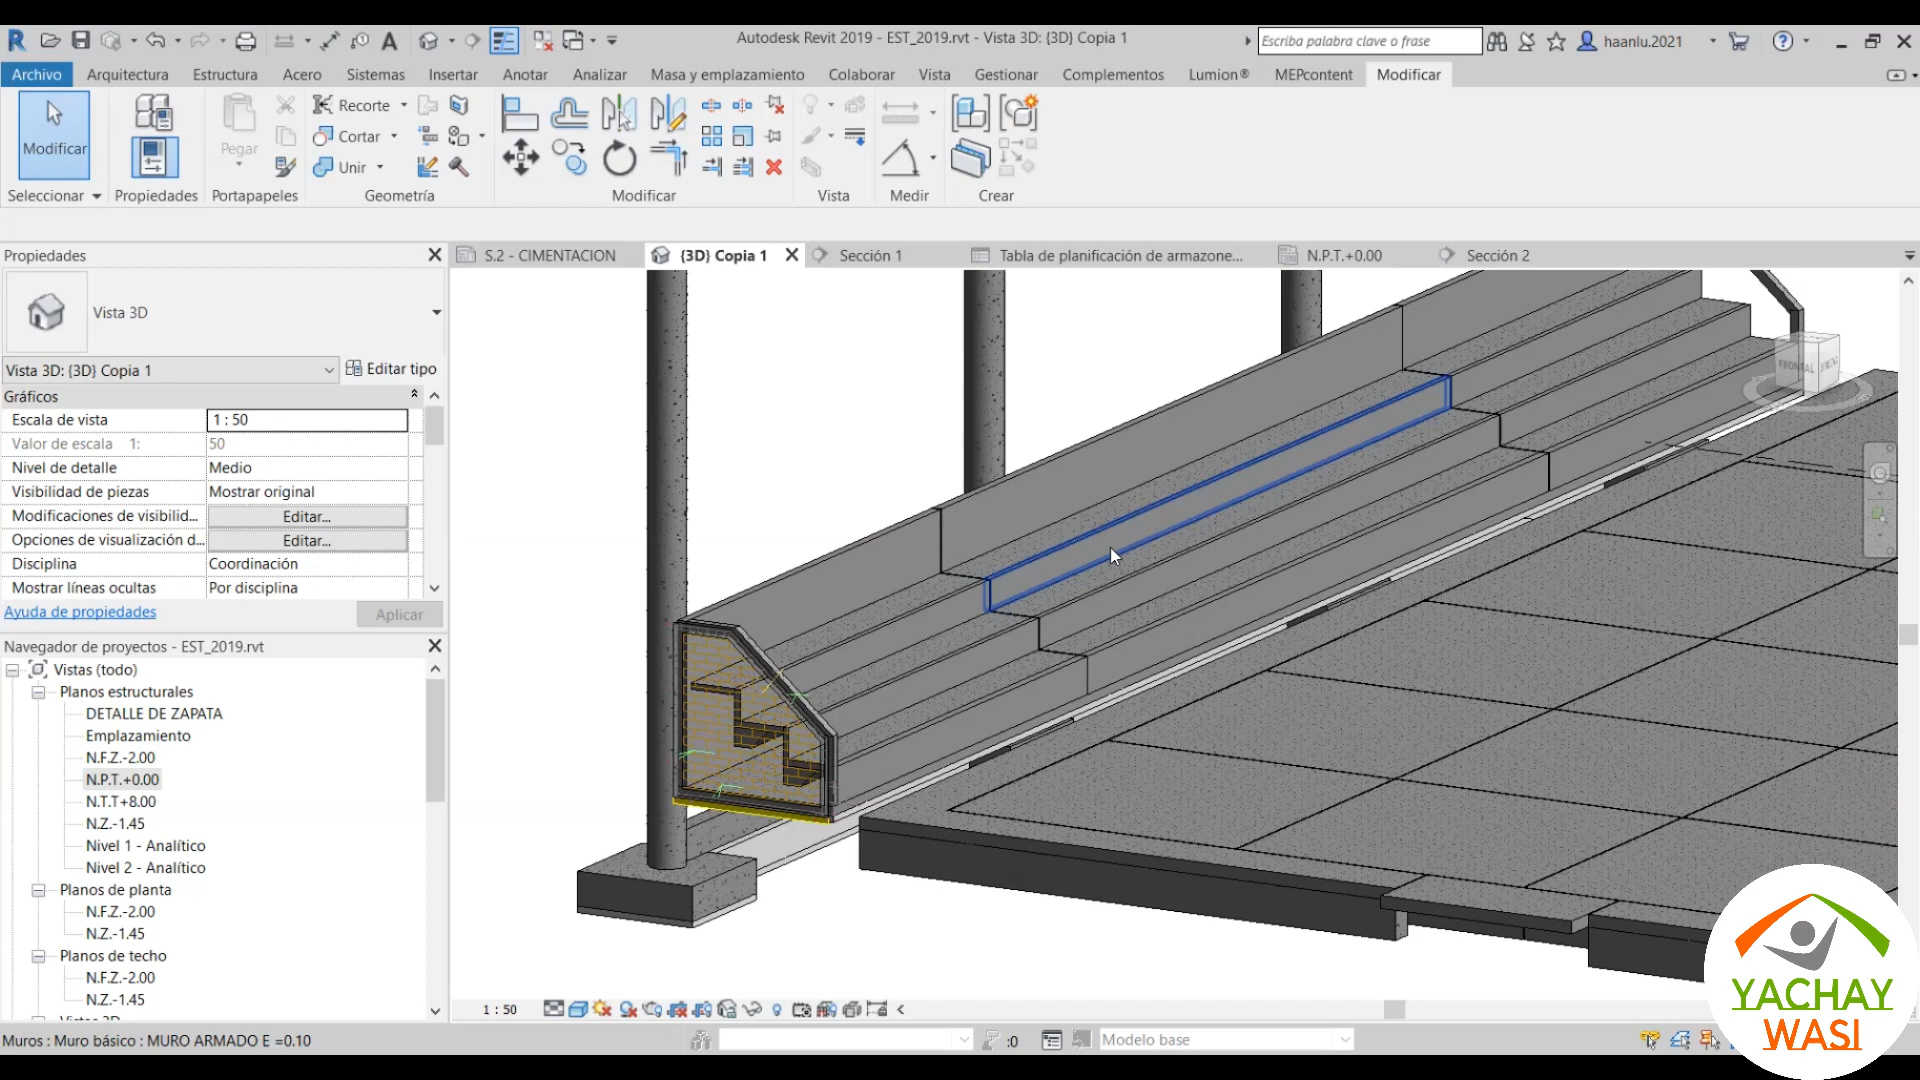 Autodesk Revit 2019 - EST_2019.rvt - Vista 3D: {3D} Copia 1
Escriba palabra clave o frase
haanlu.2021
Archivo Arquitectura Estructura Acero Sistemas Insertar Anotar Analizar Masa y emplazamiento Colaborar Vista Gestionar Complementos Lumion® MEPcontent Modificar
Modificar
Pegar
Recorte
Cortar
Unir
Seleccionar Propiedades Portapapeles Geometría Modificar Vista Medir Crear
Propiedades
S.2 - CIMENTACION {3D} Copia 1 Sección 1 Tabla de planificación de armazone... N.P.T.+0.00 Sección 2
Vista 3D
Vista 3D: {3D} Copia 1 Editar tipo
Gráficos
Escala de vista 1 : 50
Valor de escala 1: 50
Nivel de detalle Medio
Visibilidad de piezas Mostrar original
Modificaciones de visibilid... Editar...
Opciones de visualización d... Editar...
Disciplina Coordinación
Mostrar líneas ocultas Por disciplina
Ayuda de propiedades Aplicar
Navegador de proyectos - EST_2019.rvt
Vistas (todo)
Planos estructurales
DETALLE DE ZAPATA
Emplazamiento
N.F.Z.-2.00
N.P.T.+0.00
N.T.T+8.00
N.Z.-1.45
Nivel 1 - Analítico
Nivel 2 - Analítico
Planos de planta
N.F.Z.-2.00
N.Z.-1.45
Planos de techo
N.F.Z.-2.00
N.Z.-1.45
FRONTAL
1 : 50
Muros : Muro básico : MURO ARMADO E =0.10
:0
Modelo base
YACHAY
WASI